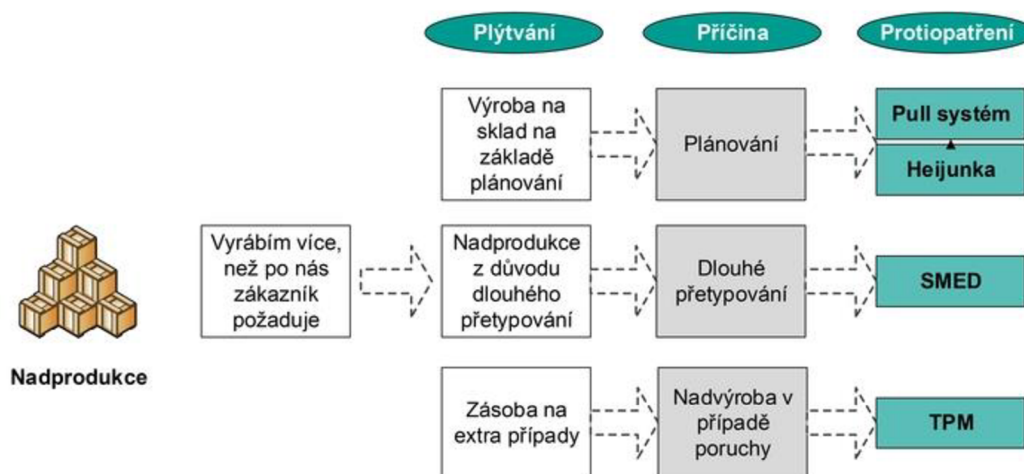 Plýtvání
Příčina
Protiopatření
Výroba na
sklad na
základě
plánování
Plánování
Pull systém
Heijunka
Vyrábím více,
než po nás
zákazník
požaduje
Nadprodukce
z důvodu
dlouhého
přetypování
Dlouhé
přetypování
SMED
Nadprodukce
Zásoba na
extra případy
Nadvýroba v
případě
poruchy
TPM